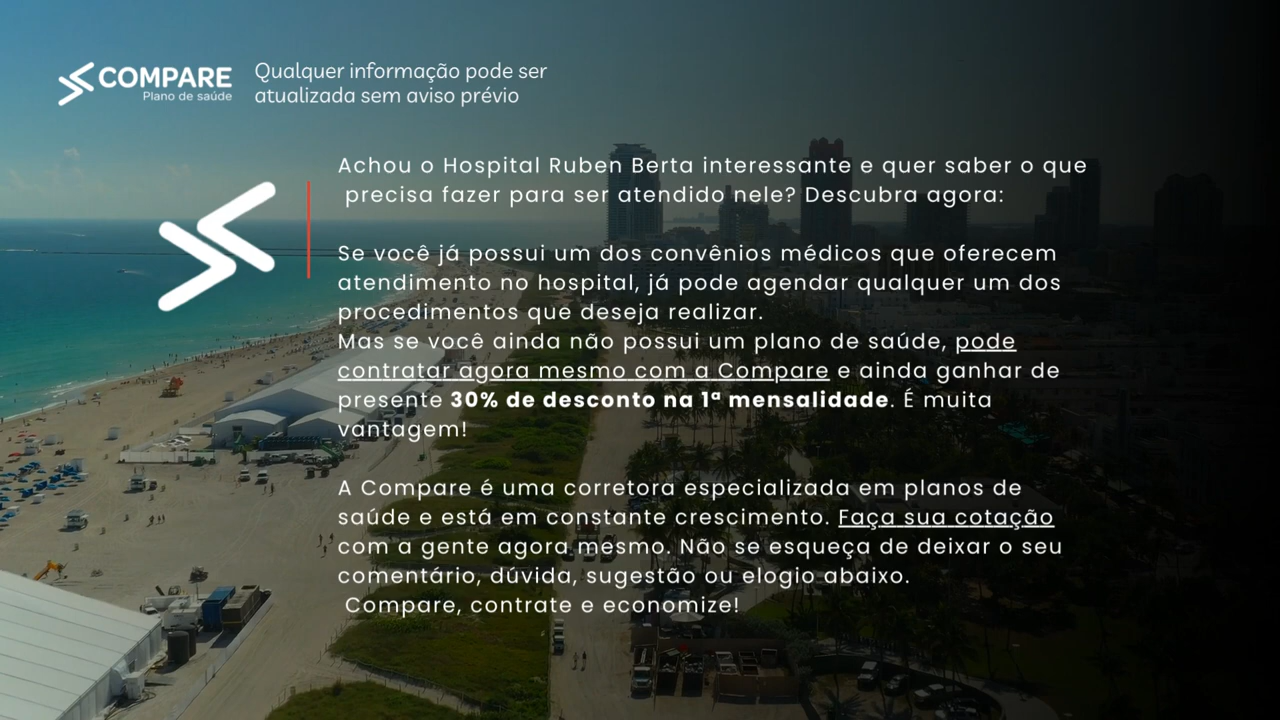 COMPARE
Plano de saúde
Qualquer informação pode ser
atualizada sem aviso prévio
Achou o Hospital Ruben Berta interessante e quer saber o que
precisa fazer para ser atendido nele? Descubra agora:
Se você já possui um dos convênios médicos que oferecem
atendimento no hospital, já pode agendar qualquer um dos
procedimentos que deseja realizar.
Mas se você ainda não possui um plano de saúde, pode
contratar agora mesmo com a Compare e ainda ganhar de
presente 30% de desconto na 1ª mensalidade. É muita
vantagem!
A Compare é uma corretora especializada em planos de
saúde e está em constante crescimento. Faça sua cotação
com a gente agora mesmo. Não se esqueça de deixar o seu
comentário, dúvida, sugestão ou elogio abaixo.
Compare, contrate e economize!